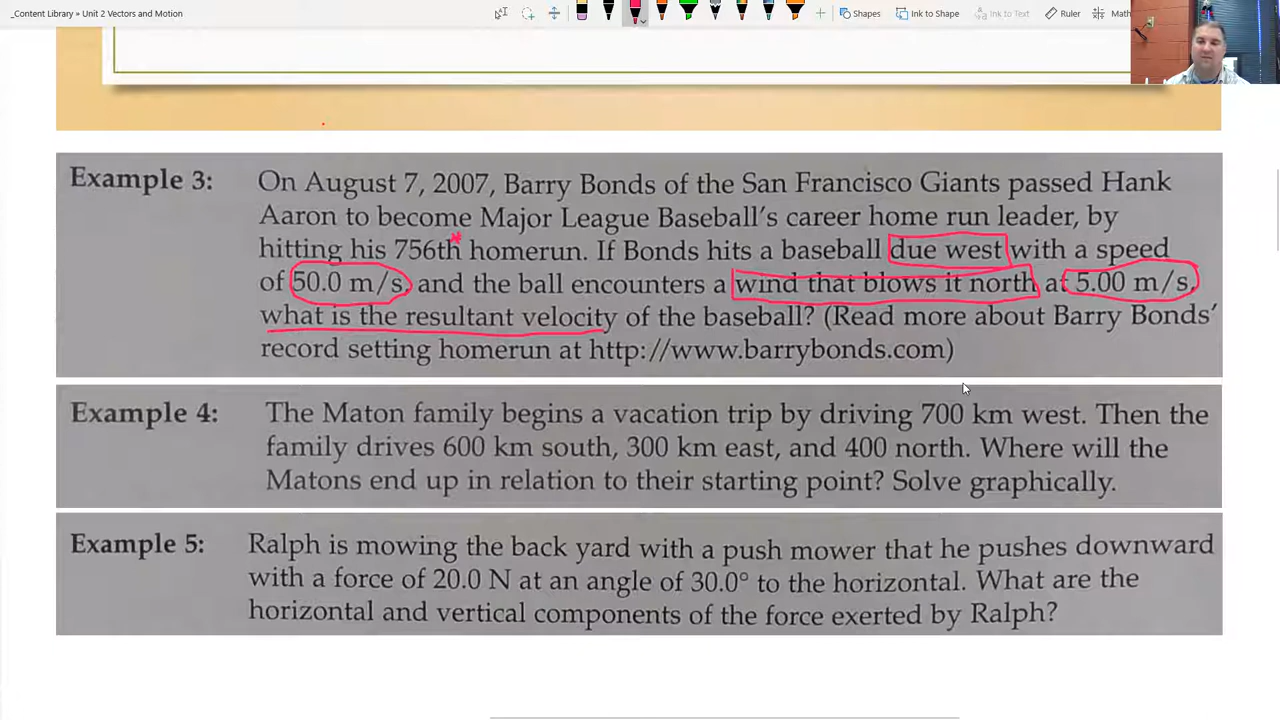 _Content Library » Unit 2 Vectors and Motion
Shapes
Ink to Shape
Ink to Text
Ruler
Math
Example 3: On August 7, 2007, Barry Bonds of the San Francisco Giants passed Hank
Aaron to become Major League Baseball's career home run leader, by
hitting his 756th* homerun. If Bonds hits a baseball due west with a speed
of 50.0 m/s, and the ball encounters a wind that blows it north at 5.00 m/s,
what is the resultant velocity of the baseball? (Read more about Barry Bonds'
record setting homerun at http://www.barrybonds.com)
Example 4: The Maton family begins a vacation trip by driving 700 km west. Then the
family drives 600 km south, 300 km east, and 400 north. Where will the
Matons end up in relation to their starting point? Solve graphically.
Example 5: Ralph is mowing the back yard with a push mower that he pushes downward
with a force of 20.0 N at an angle of 30.0° to the horizontal. What are the
horizontal and vertical components of the force exerted by Ralph?